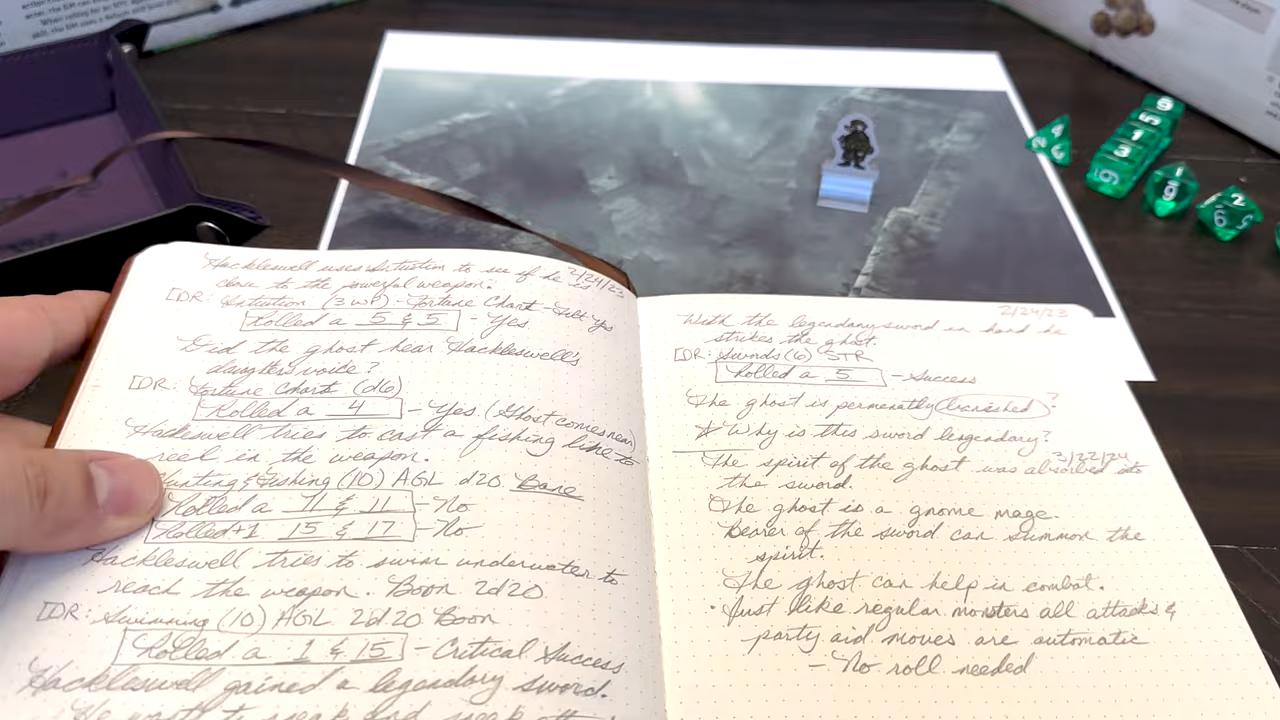 Hackleswell uses Intuition to see if he is
2/24/23
close to the powerful weapon.
DR: Intuition (3 WP) - Fortune Chart - Felt Yes
Rolled a 5 & 5 - Yes
Did the ghost hear Hackleswell's
daughters voice?
DR: Fortune Chart (d6)
Rolled a 4 - Yes (Ghost comes near)
Hackleswell tries to cast a fishing line to
reel in the weapon.
Hunting & Fishing (10) AGL d20 Bane
Rolled a 11 & 11 - No
Rolled+1 15 & 17 - No
Hackleswell tries to swim underwater to
reach the weapon. Boon 2d20
DR: Swimming (10) AGL 2d20 Boon
Rolled a 1 & 15 - Critical Success
Hackleswell gained a legendary sword.
2/24/23
With the legendary sword in hand he
strikes the ghost.
DR: Swords (6) STR
Rolled a 5 - Success
The ghost is permenatly banished?
* Why is this sword lesgendary?
3/22/24
The spirit of the ghost was absorbed into
the sword.
The ghost is a gnome mage.
Bearer of the sword can summon the
spirit.
The ghost can help in combat.
· Just like regular monsters all attacks &
party aid moves are automatic
- No roll needed